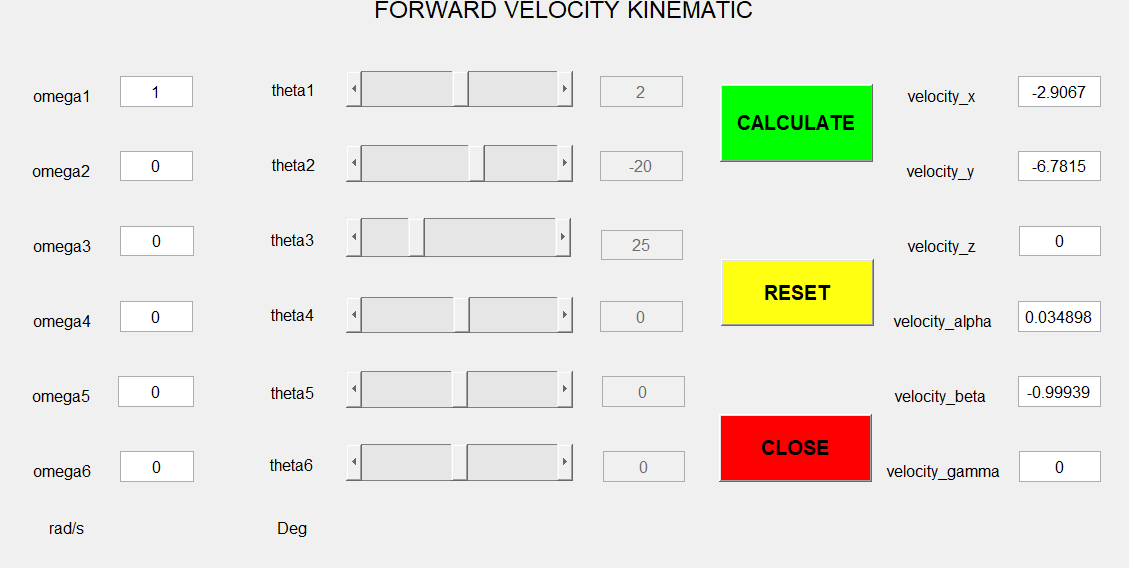 FORWARD VELOCITY KINEMATIC
omega1 1 theta1 2 CALCULATE velocity_x -2.9067
omega2 0 theta2 -20 velocity_y -6.7815
omega3 0 theta3 25 velocity_z 0
RESET
omega4 0 theta4 0 velocity_alpha 0.034898
omega5 0 theta5 0 velocity_beta -0.99939
CLOSE
omega6 0 theta6 0 velocity_gamma 0
rad/s Deg